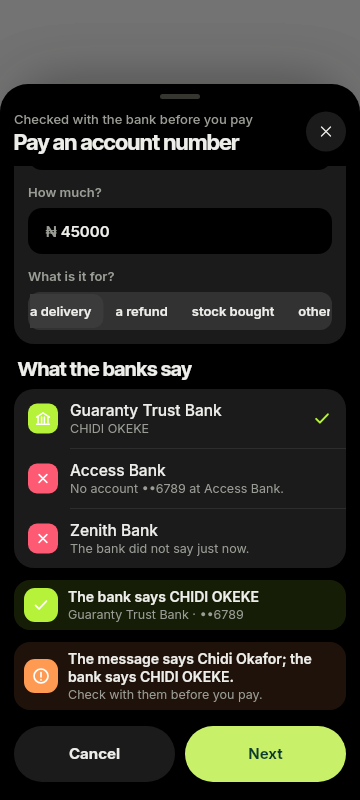 Checked with the bank before you pay
Pay an account number
How much?
₦ 45000
What is it for?
a delivery a refund stock bought other
What the banks say
Guaranty Trust Bank
CHIDI OKEKE
Access Bank
No account ••6789 at Access Bank.
Zenith Bank
The bank did not say just now.
The bank says CHIDI OKEKE
Guaranty Trust Bank · ••6789
The message says Chidi Okafor; the
bank says CHIDI OKEKE.
Check with them before you pay.
Cancel Next